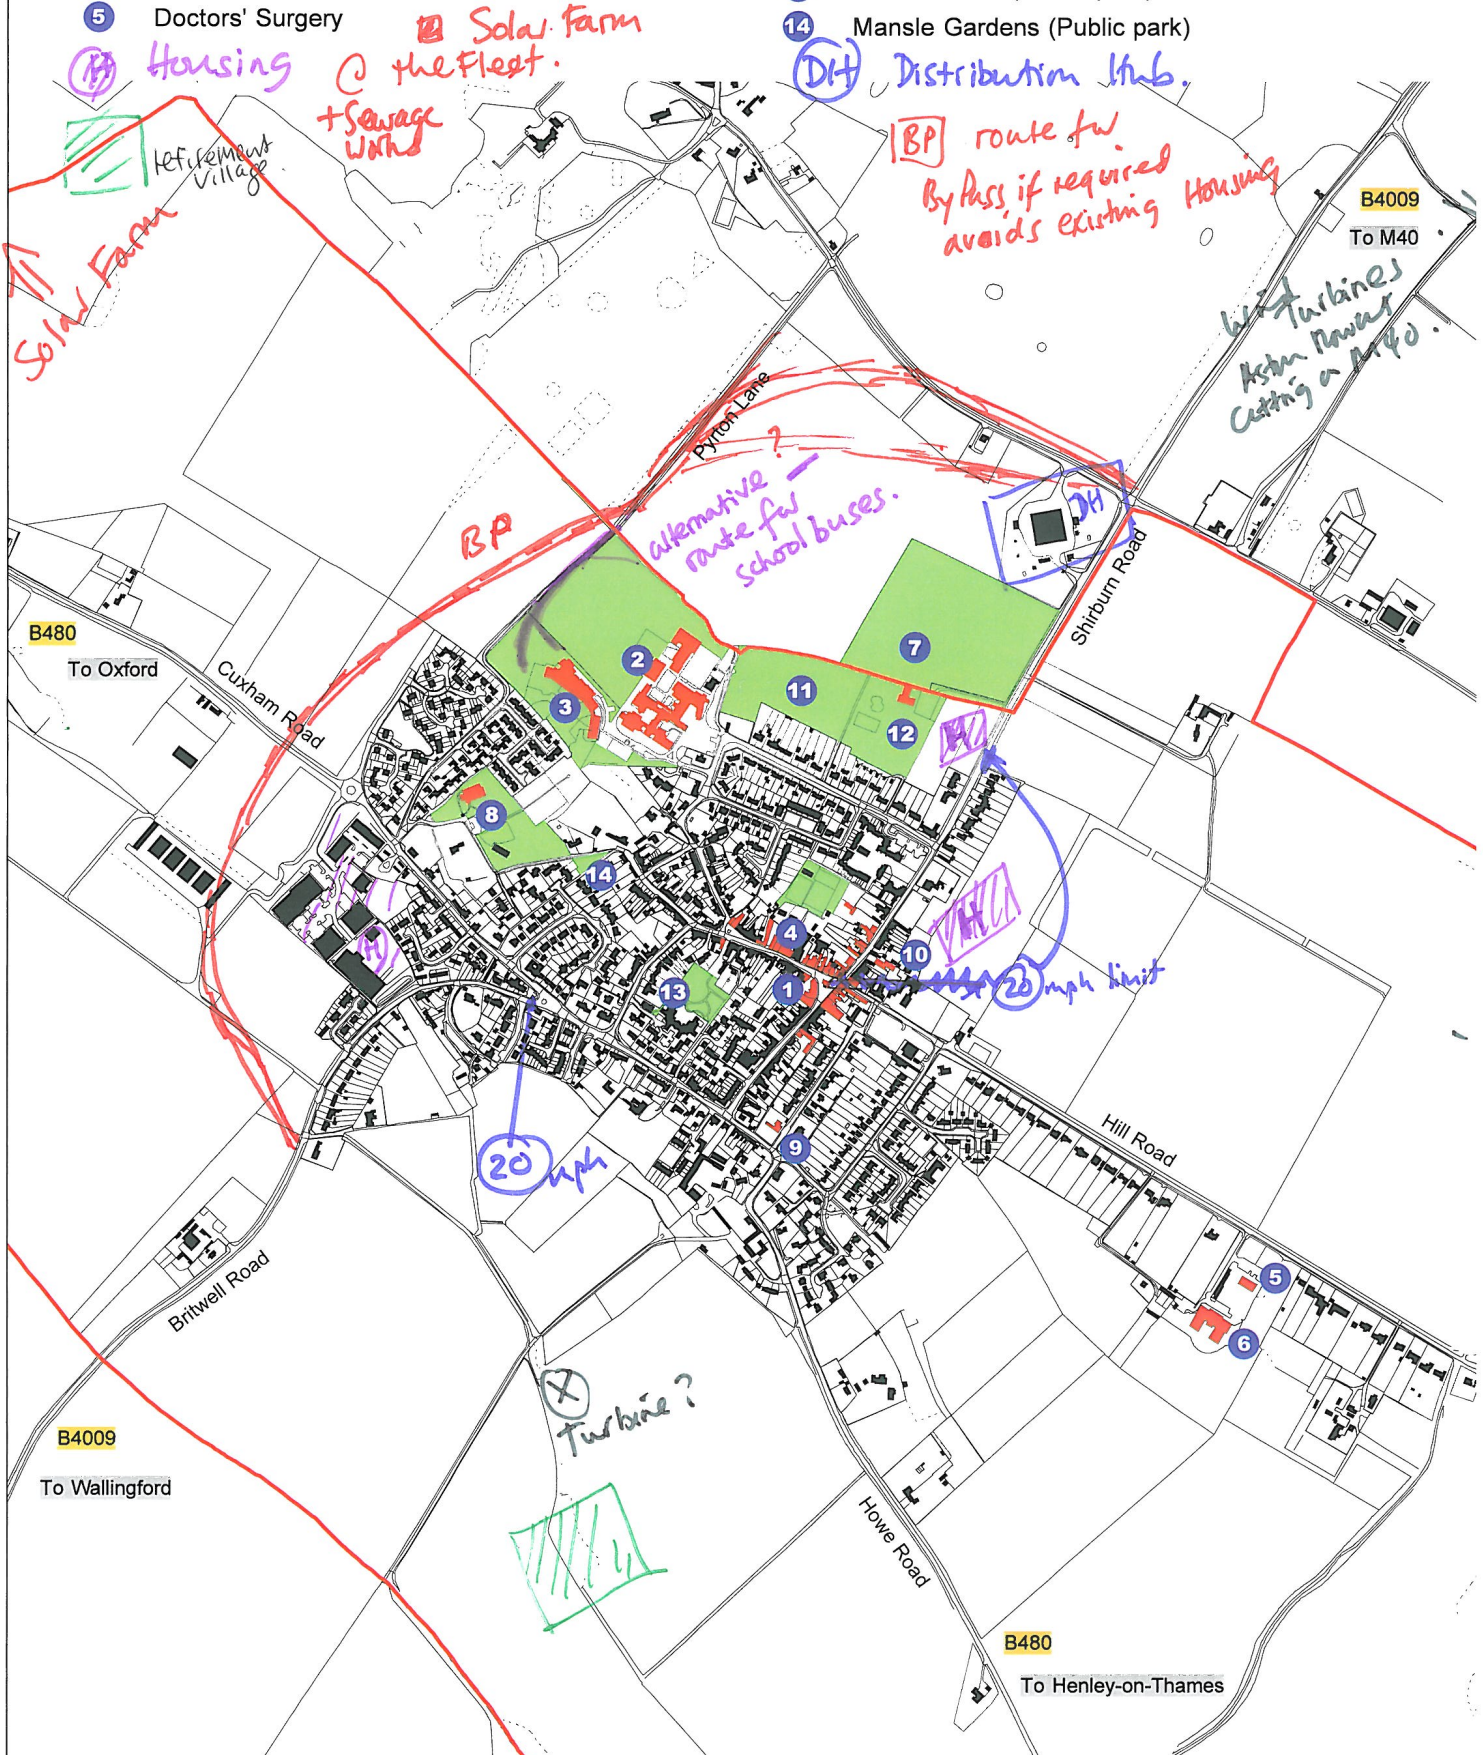 5 Doctors' Surgery
14 Mansle Gardens (Public park)
H Housing
Solar Farm
@ the Fleet.
+ Sewage
works
DH Distribution Hub.
retirement
village
BP route for
By Pass if required
avoids existing Housing
B4009
To M40
Solar Farm
Wind
Turbines
Aston Rowant
Cutting on M40.
Pyrton Lane
?
alternative
route for
school buses.
BP
DH
Shirburn Road
B480
To Oxford
Cuxham Road
2
3
7
11
12
H
8
14
4
H
10
H
13
1
20 mph limit
20 mph
9
Hill Road
5
6
Britwell Road
X
Turbine?
B4009
To Wallingford
Howe Road
B480
To Henley-on-Thames